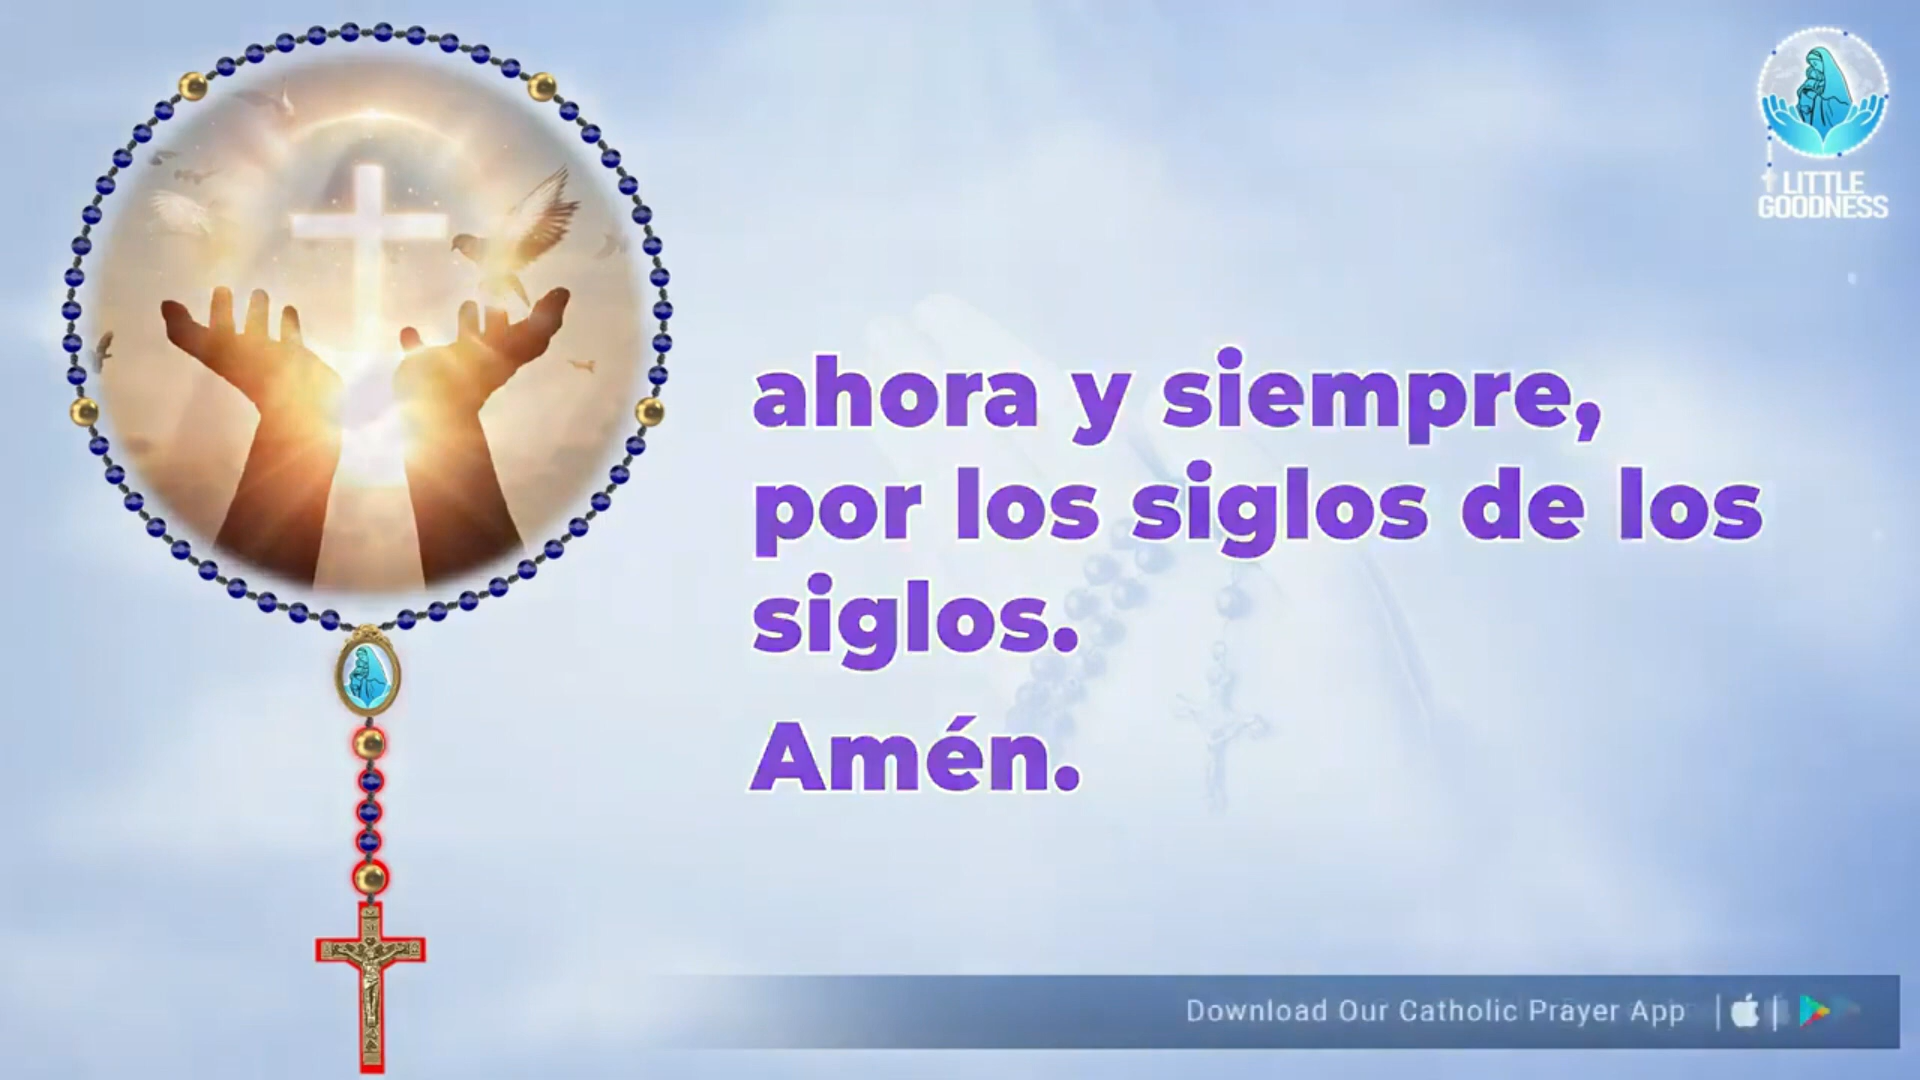 LITTLE
GOODNESS
ahora y siempre,
por los siglos de los
siglos.
Amén.
Download Our Catholic Prayer App